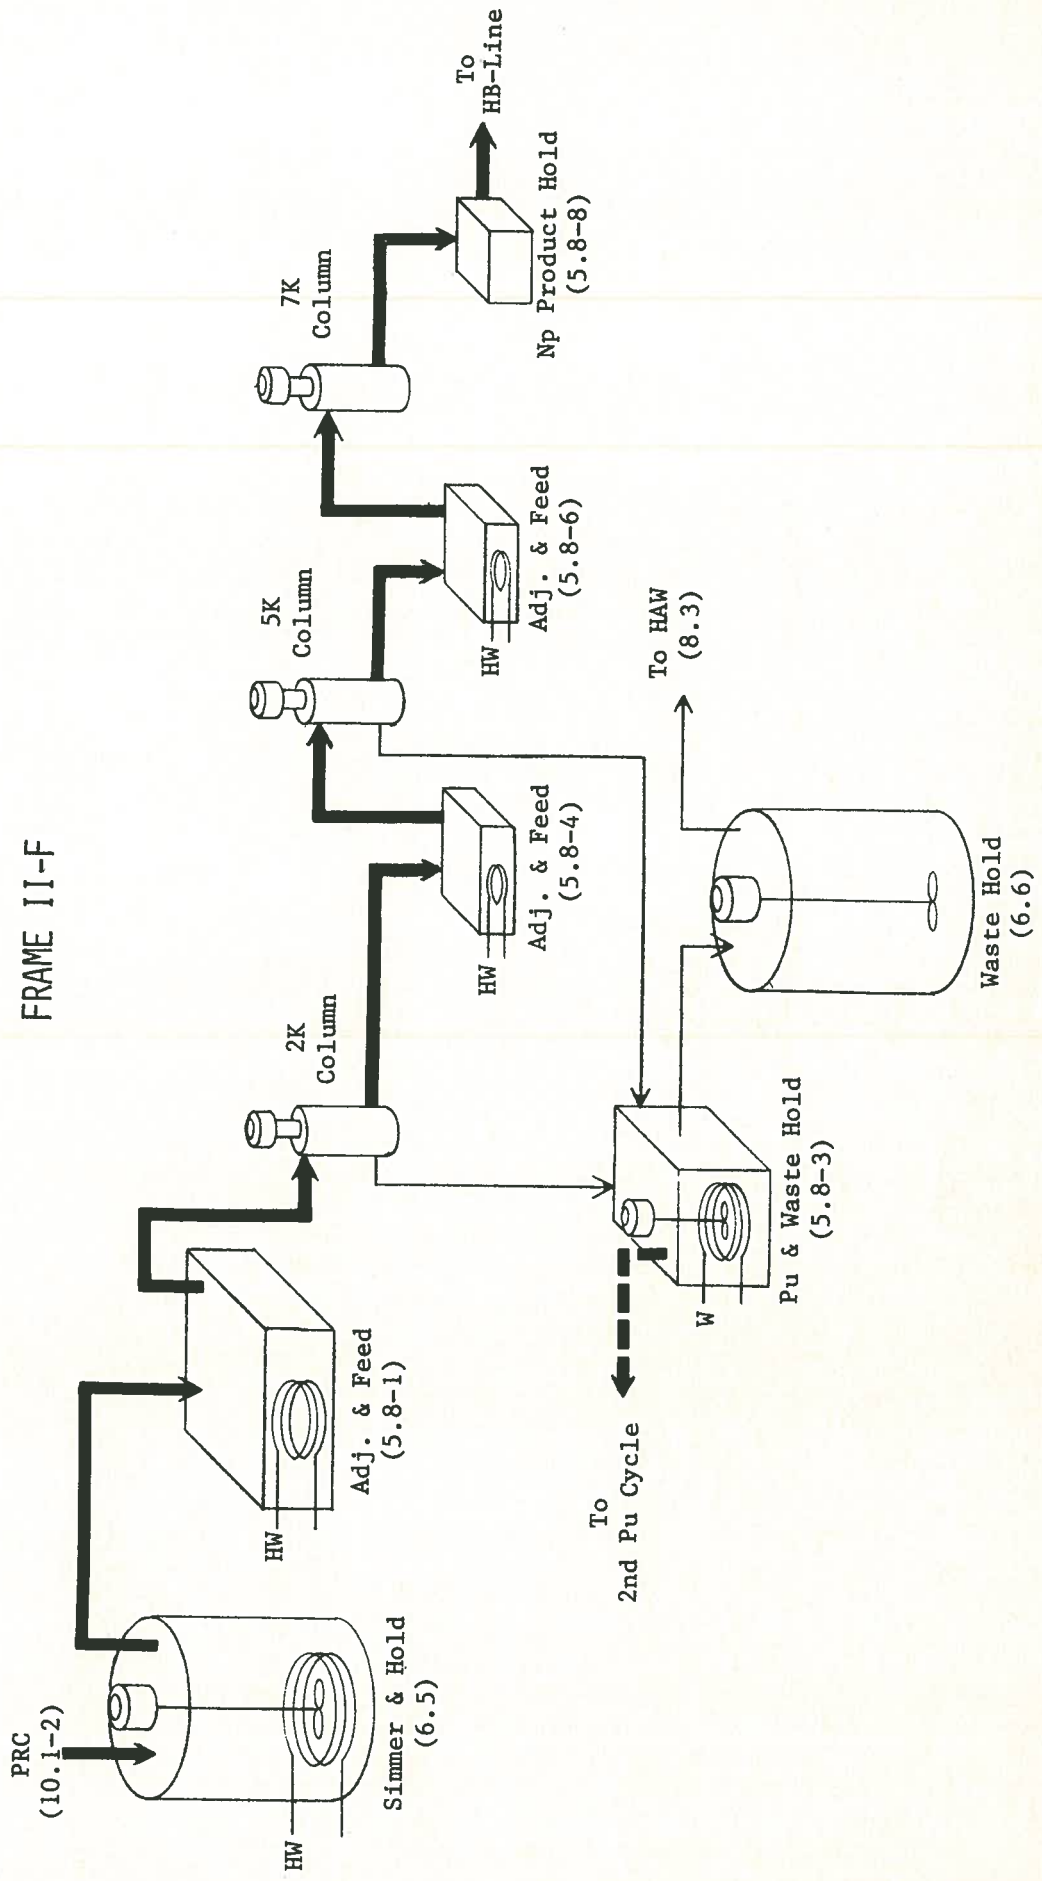 FRAME II-F
PRC
(10.1-2)
HW
Simmer & Hold
(6.5)
HW
Adj. & Feed
(5.8-1)
2K
Column
HW
Adj. & Feed
(5.8-4)
5K
Column
HW
Adj. & Feed
(5.8-6)
7K
Column
Np Product Hold
(5.8-8)
To
HB-Line
To
2nd Pu Cycle
W
Pu & Waste Hold
(5.8-3)
Waste Hold
(6.6)
To HAW
(8.3)